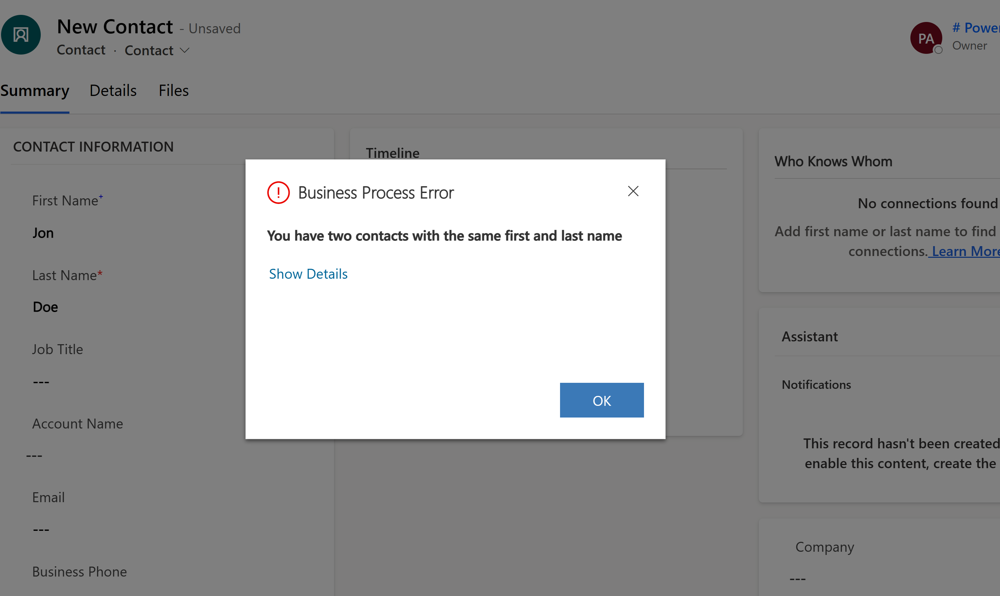 New Contact - Unsaved
Contact · Contact
PA
# Power
Owner
Summary
Details
Files
CONTACT INFORMATION
First Name+
Jon
Last Name*
Doe
Job Title
---
Account Name
---
Email
---
Business Phone
Timeline
Business Process Error
You have two contacts with the same first and last name
Show Details
OK
Who Knows Whom
No connections found
Add first name or last name to find
connections. Learn More
Assistant
Notifications
This record hasn't been created
enable this content, create the
Company
---